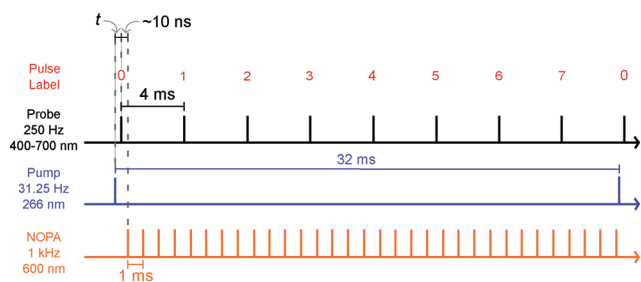 t
~10 ns
Pulse
Label
0 1 2 3 4 5 6 7 0
4 ms
Probe
250 Hz
400-700 nm
32 ms
Pump
31.25 Hz
266 nm
NOPA
1 kHz
600 nm
1 ms